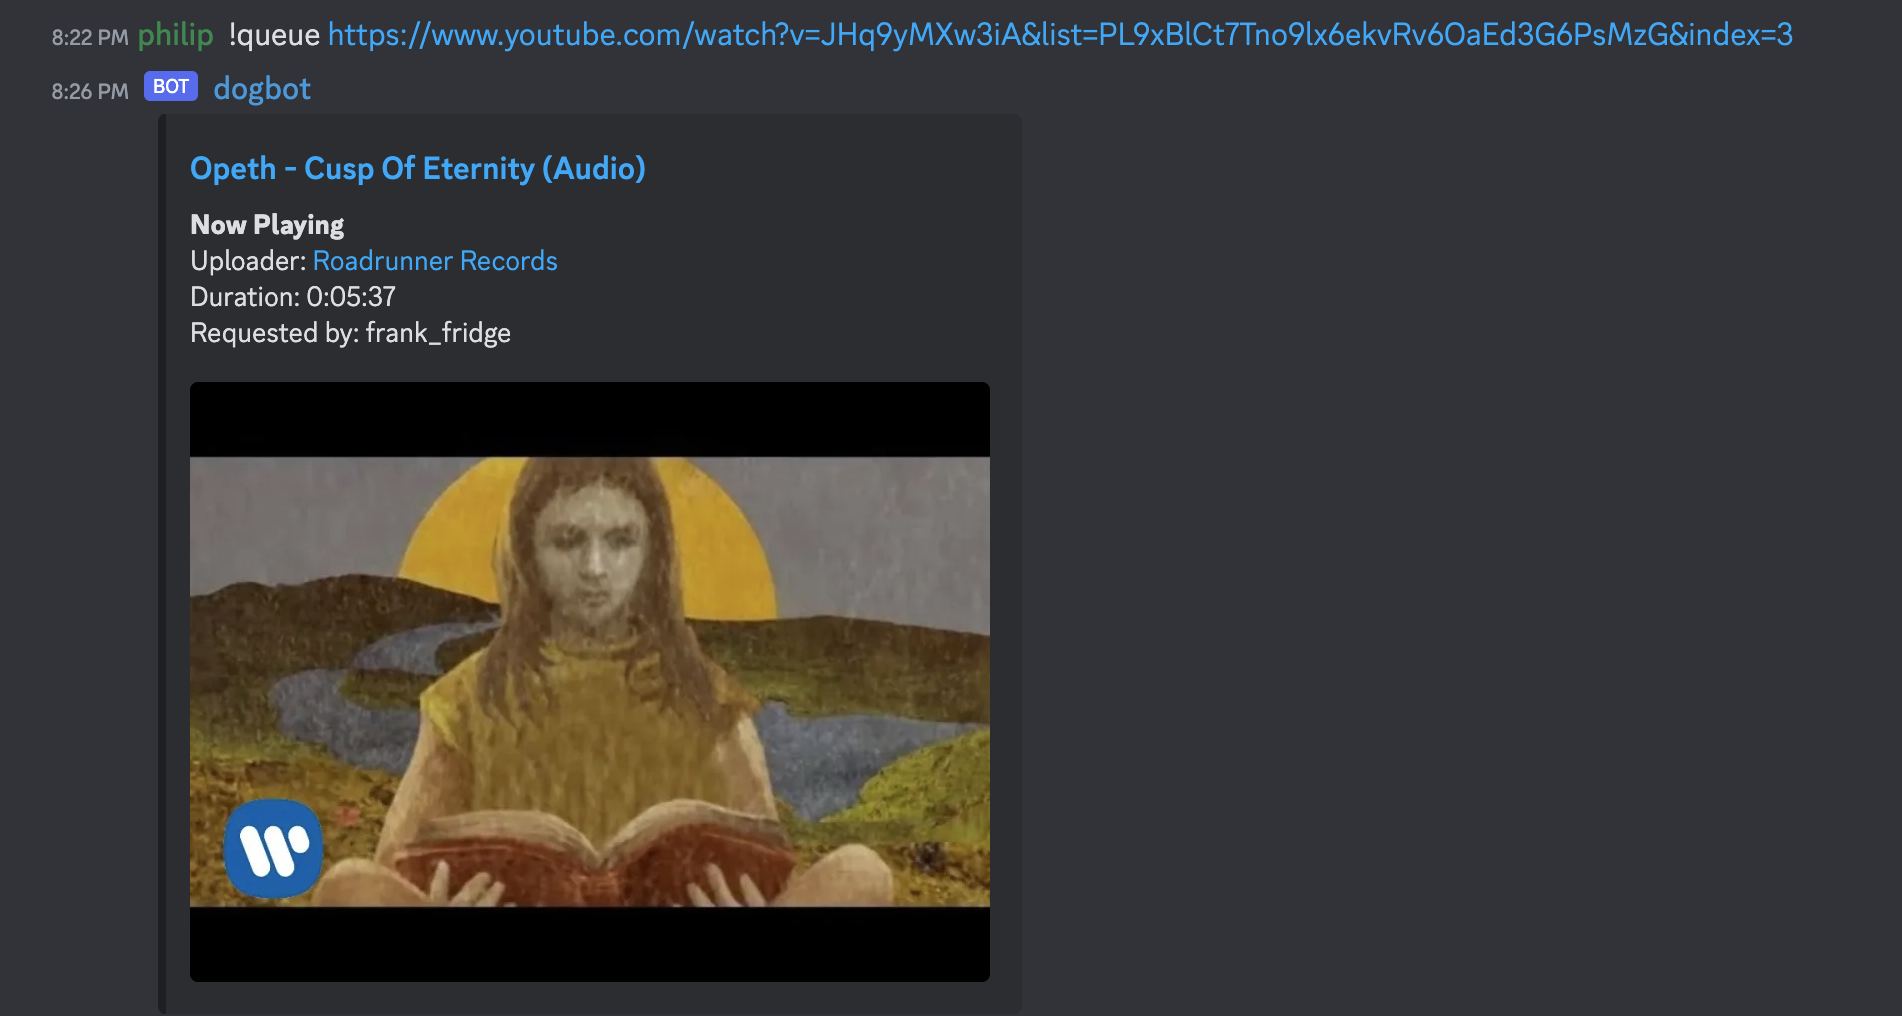 8:22 PM philip !queue https://www.youtube.com/watch?v=JHq9yMXw3iA&list=PL9xBlCt7Tno9lx6ekvRv6OaEd3G6PsMzG&index=3
8:26 PM BOT dogbot
Opeth - Cusp Of Eternity (Audio)
Now Playing
Uploader: Roadrunner Records
Duration: 0:05:37
Requested by: frank_fridge